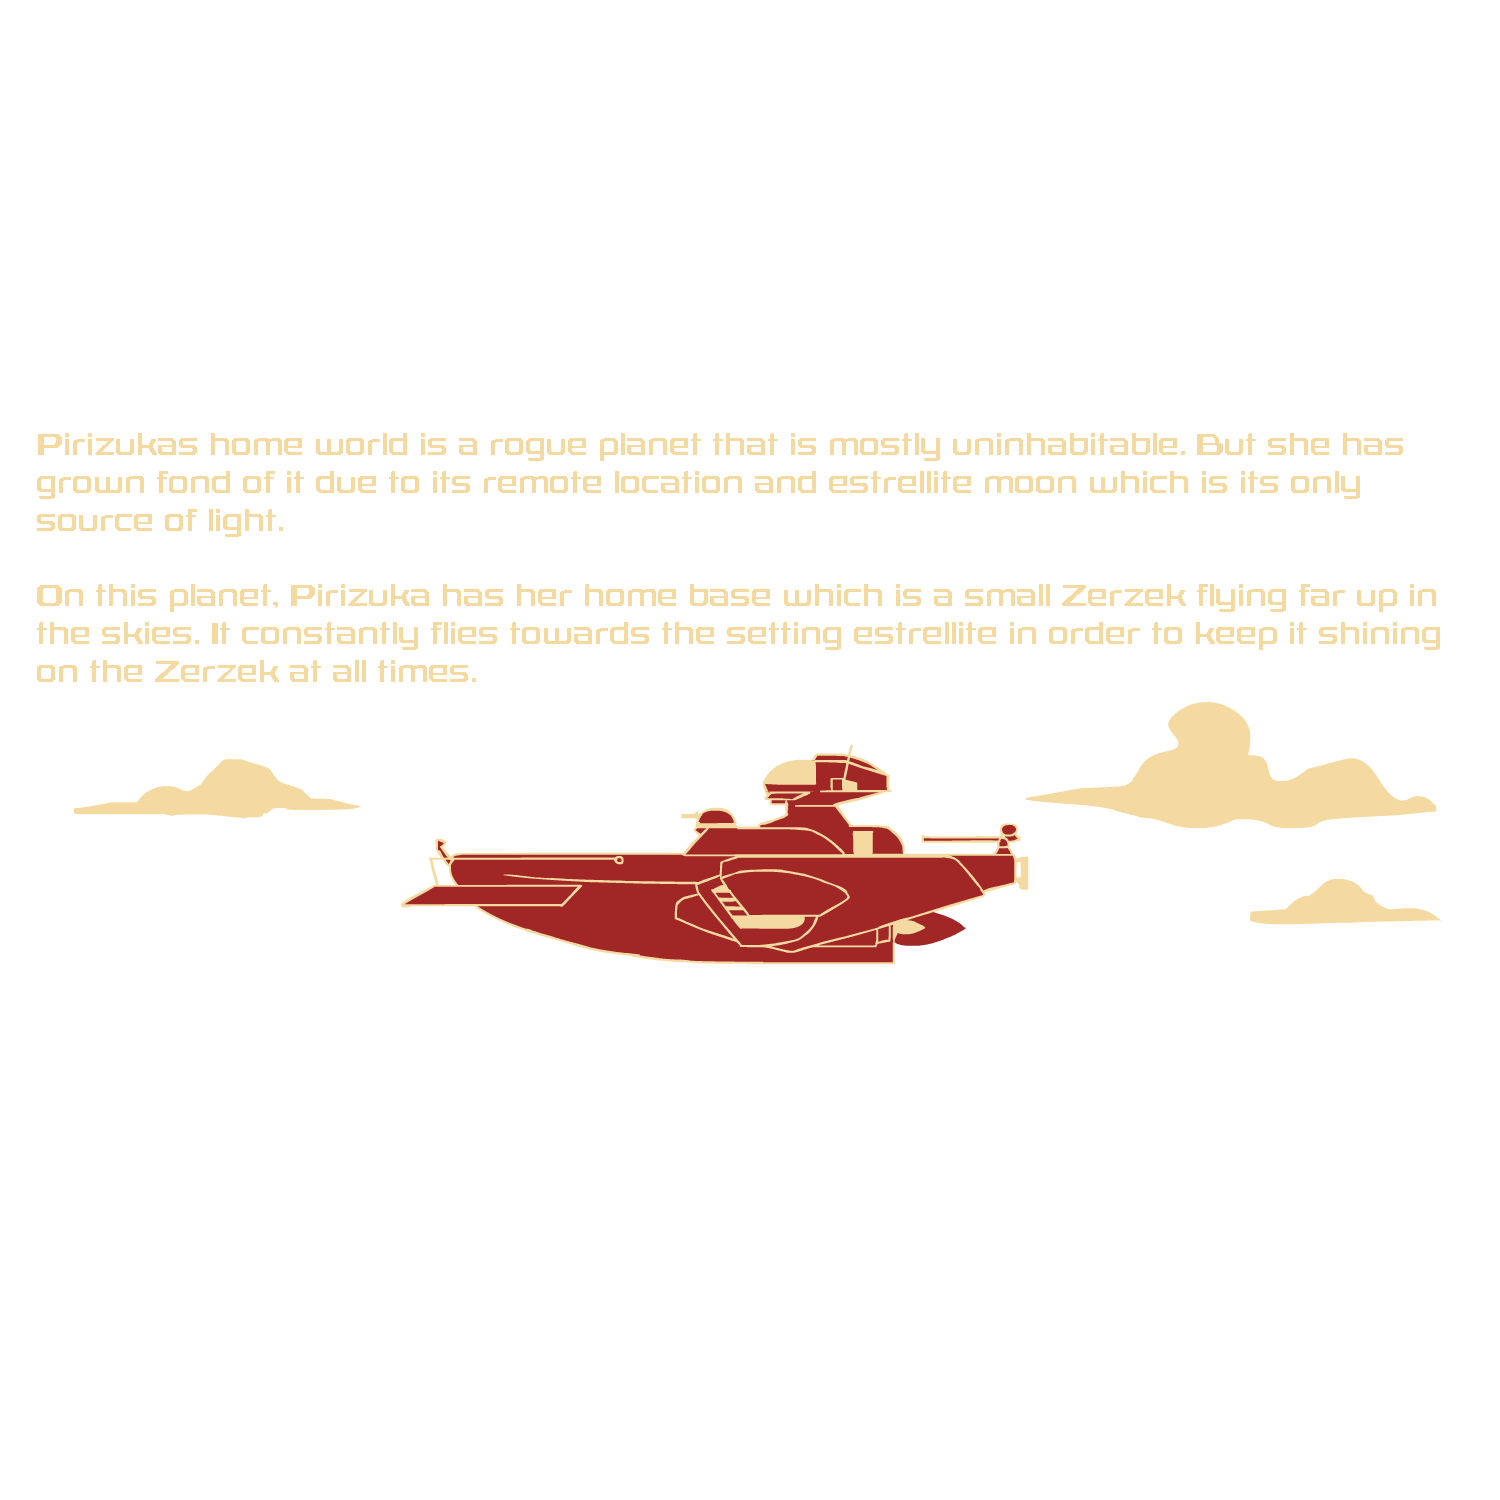 Pirizukas home world is a rogue planet that is mostly uninhabitable. But she has
grown fond of it due to its remote location and estrellite moon which is its only
source of light.
On this planet, Pirizuka has her home base which is a small Zerzek flying far up in
the skies. It constantly flies towards the setting estrellite in order to keep it shining
on the Zerzek at all times.